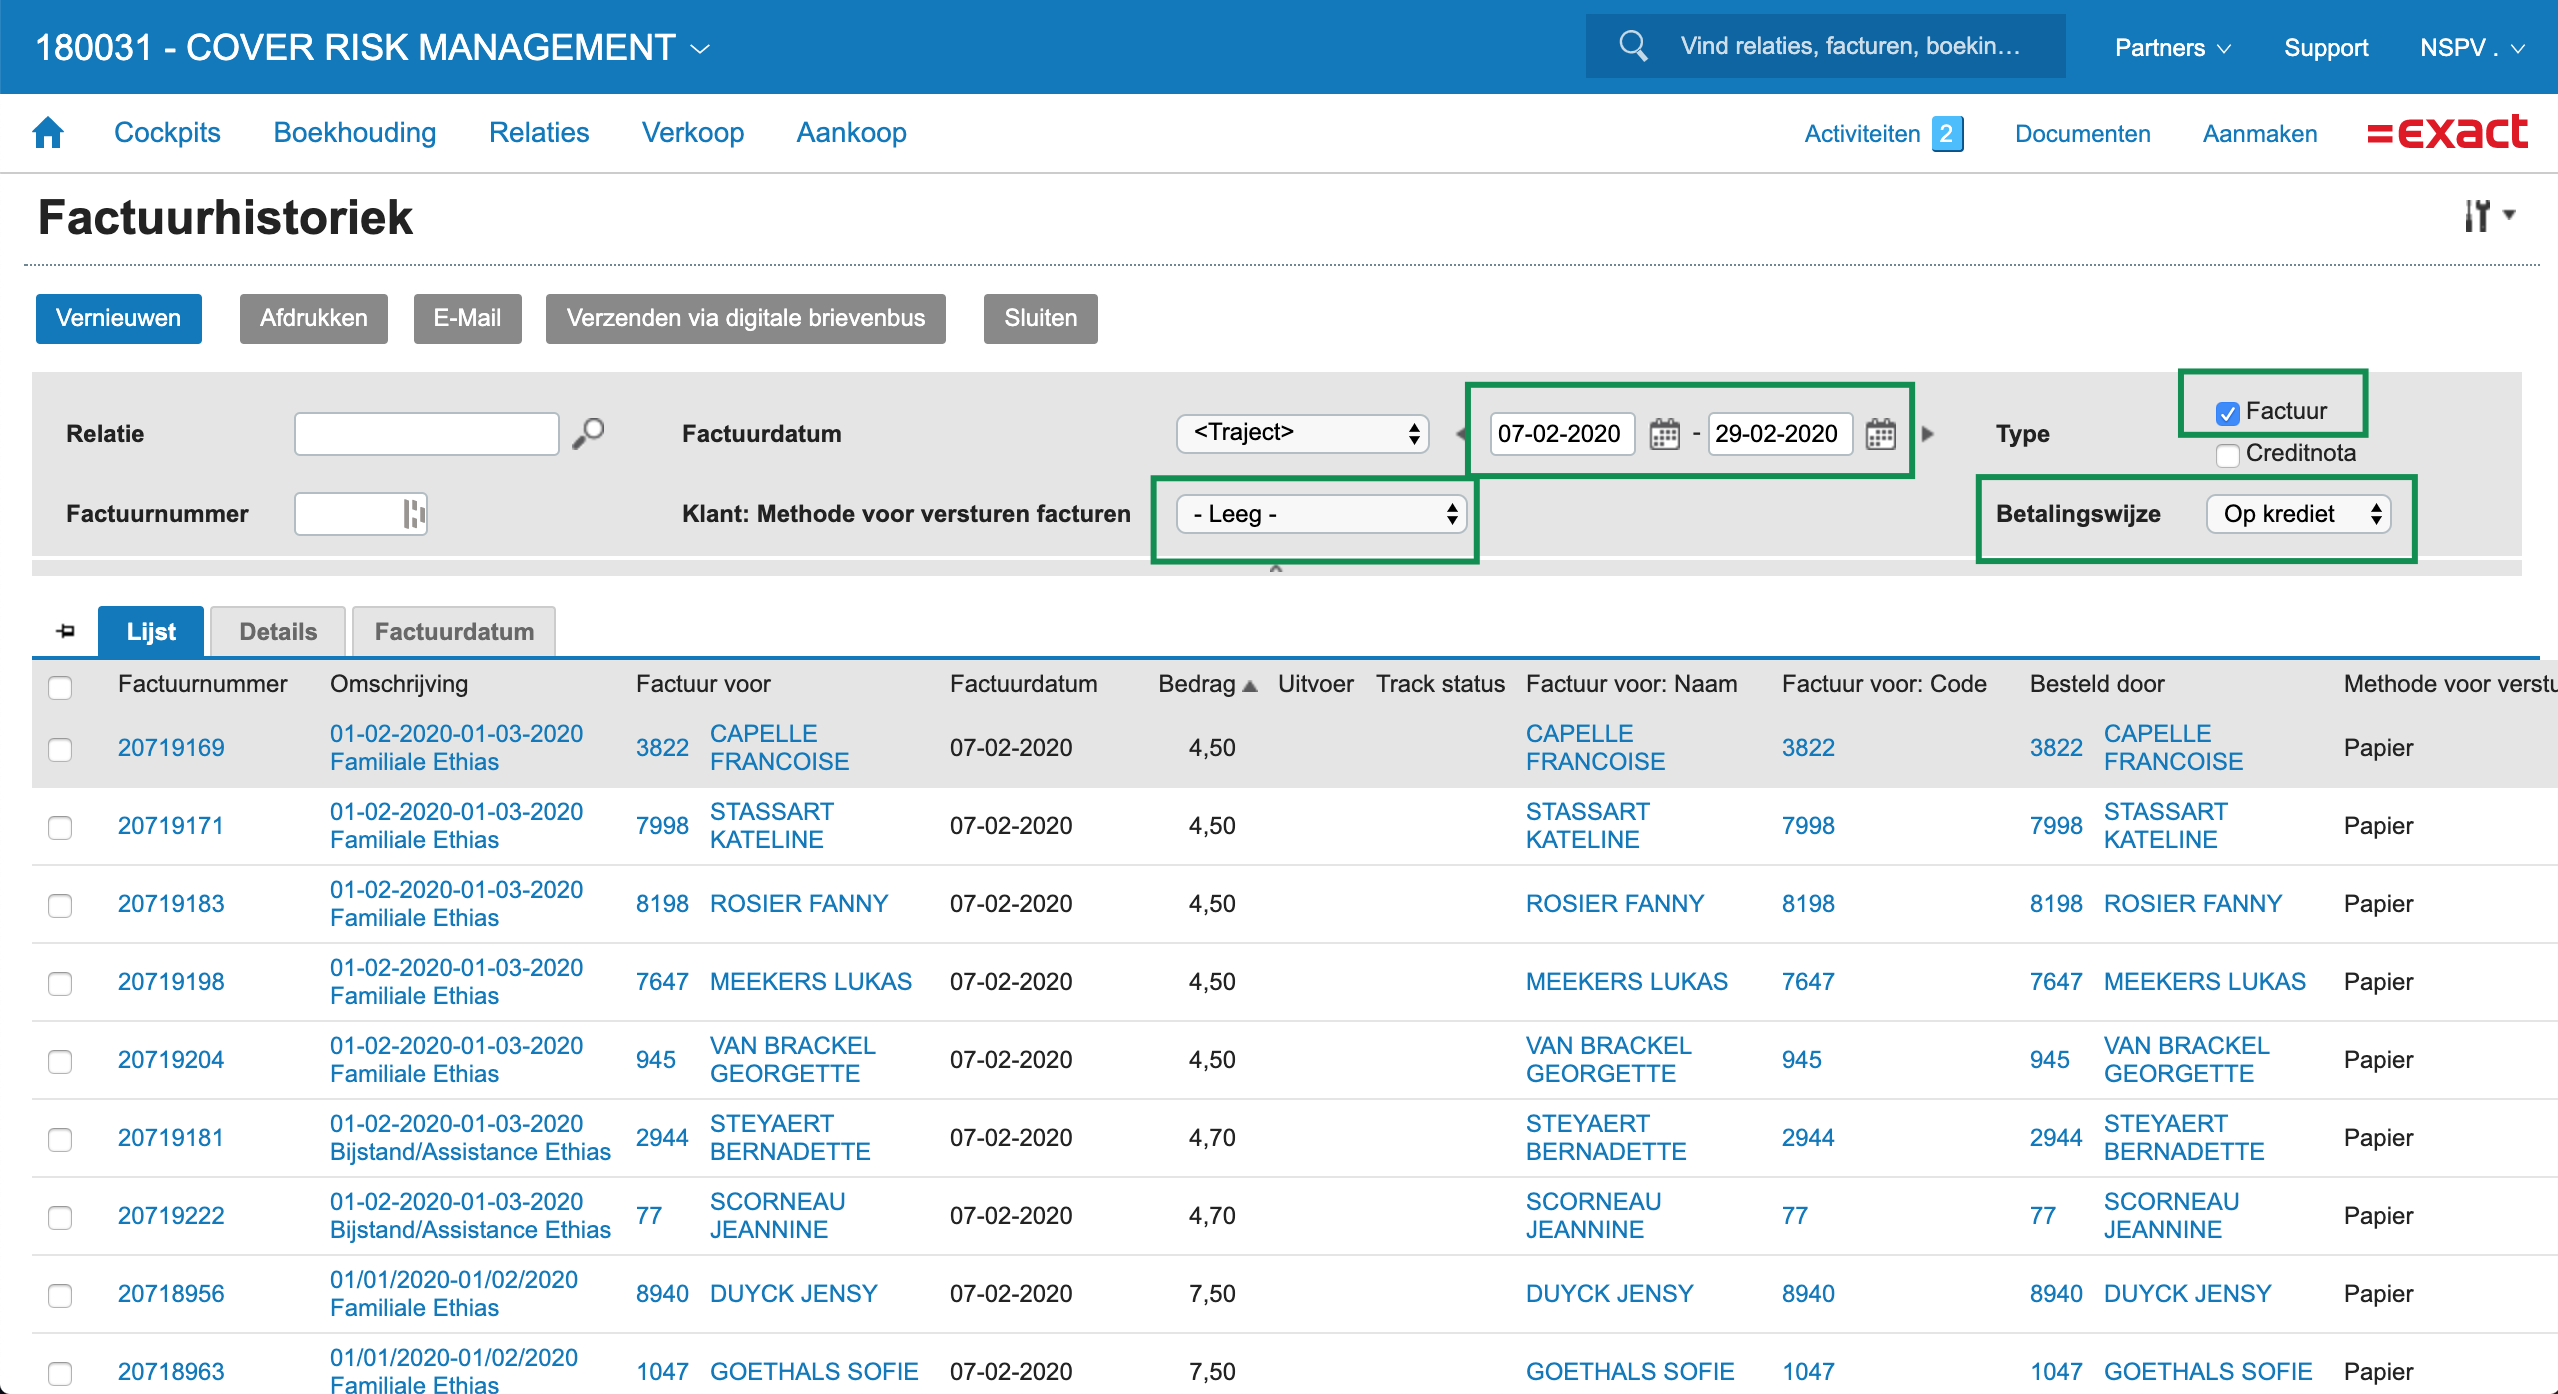 180031 - COVER RISK MANAGEMENT
Vind relaties, facturen, boekin...
Partners
Support
NSPV .
Cockpits
Boekhouding
Relaties
Verkoop
Aankoop
Activiteiten 2
Documenten
Aanmaken
=exact
Factuurhistoriek
Vernieuwen
Afdrukken
E-Mail
Verzenden via digitale brievenbus
Sluiten
Relatie
Factuurdatum
<Traject>
07-02-2020 - 29-02-2020
Type
Factuur
Creditnota
Factuurnummer
Klant: Methode voor versturen facturen
- Leeg -
Betalingswijze
Op krediet
Lijst
Details
Factuurdatum
Factuurnummer Omschrijving Factuur voor Factuurdatum Bedrag Uitvoer Track status Factuur voor: Naam Factuur voor: Code Besteld door Methode voor verstu
20719169 01-02-2020-01-03-2020 Familiale Ethias 3822 CAPELLE FRANCOISE 07-02-2020 4,50 CAPELLE FRANCOISE 3822 3822 CAPELLE FRANCOISE Papier
20719171 01-02-2020-01-03-2020 Familiale Ethias 7998 STASSART KATELINE 07-02-2020 4,50 STASSART KATELINE 7998 7998 STASSART KATELINE Papier
20719183 01-02-2020-01-03-2020 Familiale Ethias 8198 ROSIER FANNY 07-02-2020 4,50 ROSIER FANNY 8198 8198 ROSIER FANNY Papier
20719198 01-02-2020-01-03-2020 Familiale Ethias 7647 MEEKERS LUKAS 07-02-2020 4,50 MEEKERS LUKAS 7647 7647 MEEKERS LUKAS Papier
20719204 01-02-2020-01-03-2020 Familiale Ethias 945 VAN BRACKEL GEORGETTE 07-02-2020 4,50 VAN BRACKEL GEORGETTE 945 945 VAN BRACKEL GEORGETTE Papier
20719181 01-02-2020-01-03-2020 Bijstand/Assistance Ethias 2944 STEYAERT BERNADETTE 07-02-2020 4,70 STEYAERT BERNADETTE 2944 2944 STEYAERT BERNADETTE Papier
20719222 01-02-2020-01-03-2020 Bijstand/Assistance Ethias 77 SCORNEAU JEANNINE 07-02-2020 4,70 SCORNEAU JEANNINE 77 77 SCORNEAU JEANNINE Papier
20718956 01/01/2020-01/02/2020 Familiale Ethias 8940 DUYCK JENSY 07-02-2020 7,50 DUYCK JENSY 8940 8940 DUYCK JENSY Papier
20718963 01/01/2020-01/02/2020 Familiale Ethias 1047 GOETHALS SOFIE 07-02-2020 7,50 GOETHALS SOFIE 1047 1047 GOETHALS SOFIE Papier